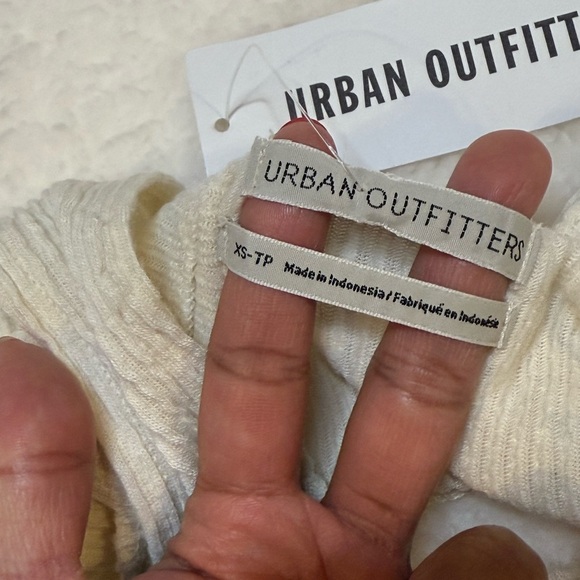 URBAN OUTFITT
URBAN OUTFITTERS
XS-TP Made in Indonesia / Fabriqué en Indonésie